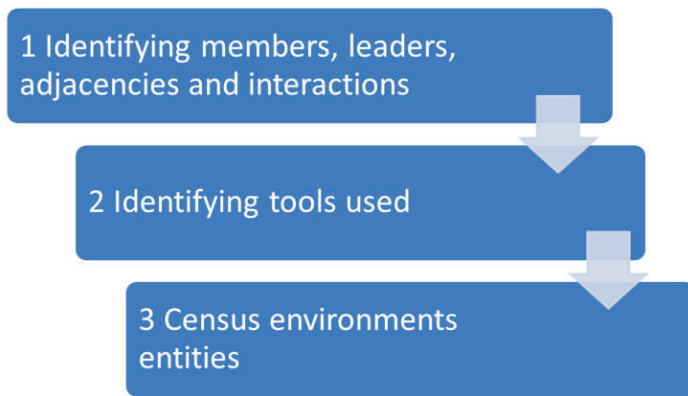 1 Identifying members, leaders,
adjacencies and interactions
2 Identifying tools used
3 Census environments
entities